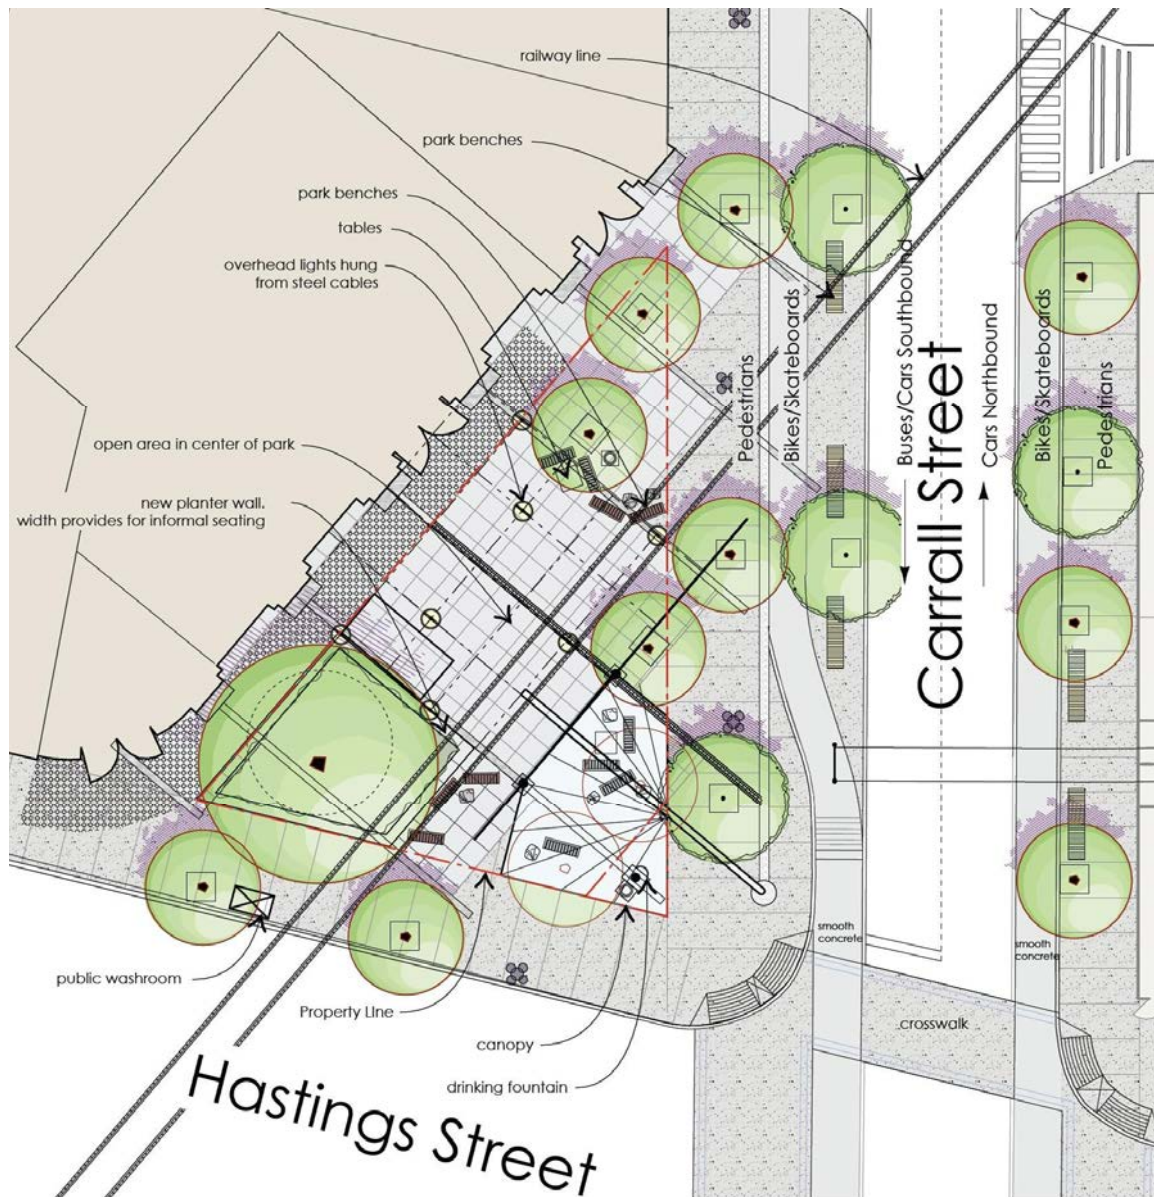 railway line
park benches
park benches
tables
overhead lights hung
from steel cables
open area in center of park
new planter wall,
width provides for informal seating
Pedestrians
Bikes/Skateboards
Buses/Cars Southbound
Carrall Street
Cars Northbound
Bikes/Skateboards
Pedestrians
smooth
concrete
smooth
concrete
crosswalk
public washroom
Property LIne
canopy
drinking fountain
Hastings Street